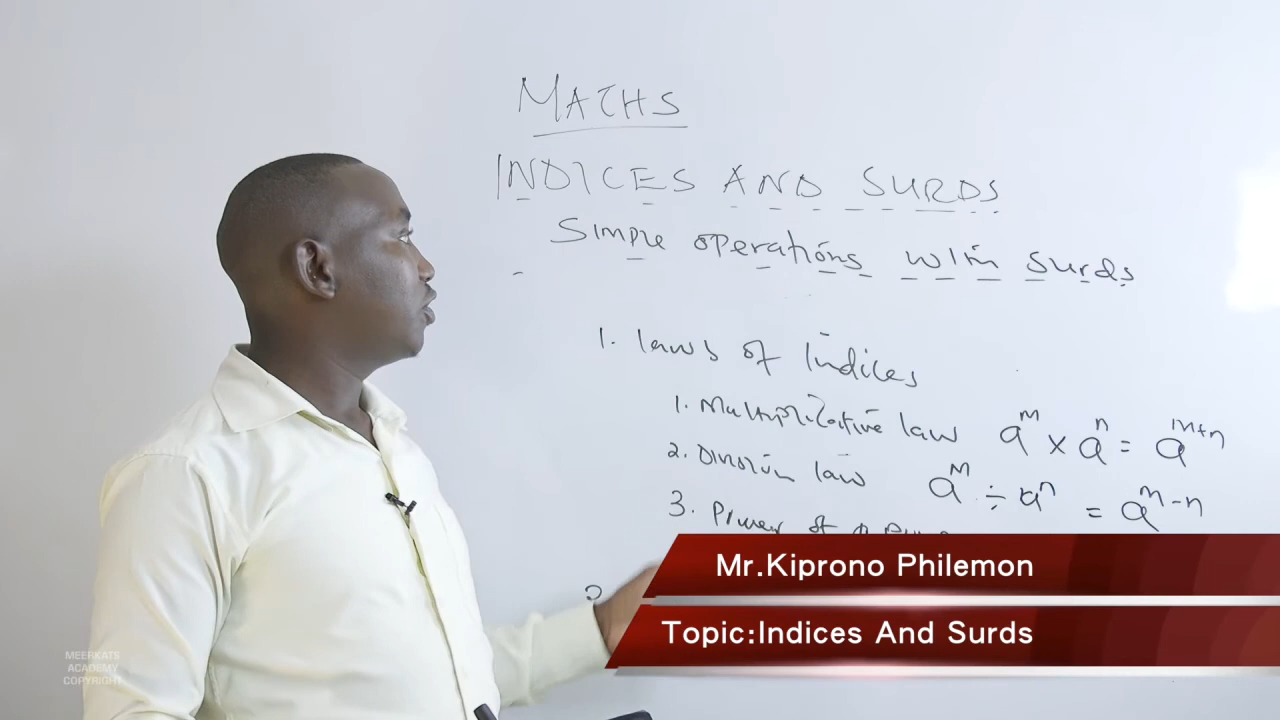 MATHS
INDICES AND SURDS
Simple operations with surds
1. laws of Indices
1. Multiplicative law a^m × a^n = a^{m+n}
2. Division law a^m ÷ a^n = a^{m-n}
3. Power of a
2
Mr.Kiprono Philemon
Topic:Indices And Surds
MEERKATS
ACADEMY
COPYRIGHT